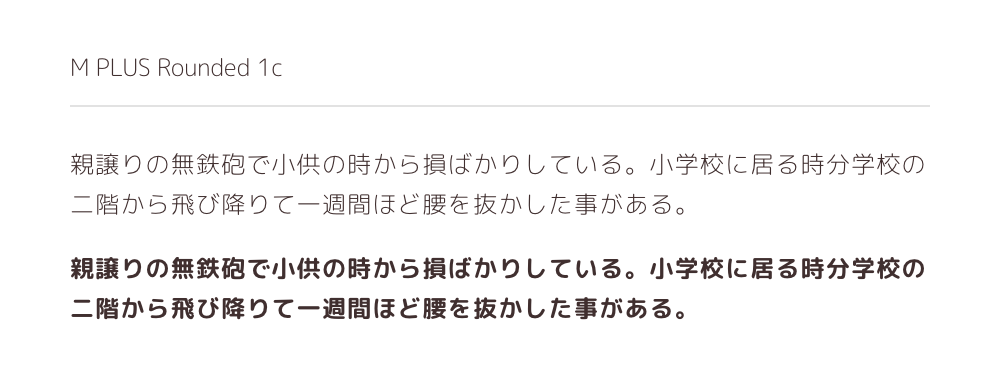 M PLUS Rounded 1c
親譲りの無鉄砲で小供の時から損ばかりしている。小学校に居る時分学校の
二階から飛び降りて一週間ほど腰を抜かした事がある。
親譲りの無鉄砲で小供の時から損ばかりしている。小学校に居る時分学校の
二階から飛び降りて一週間ほど腰を抜かした事がある。